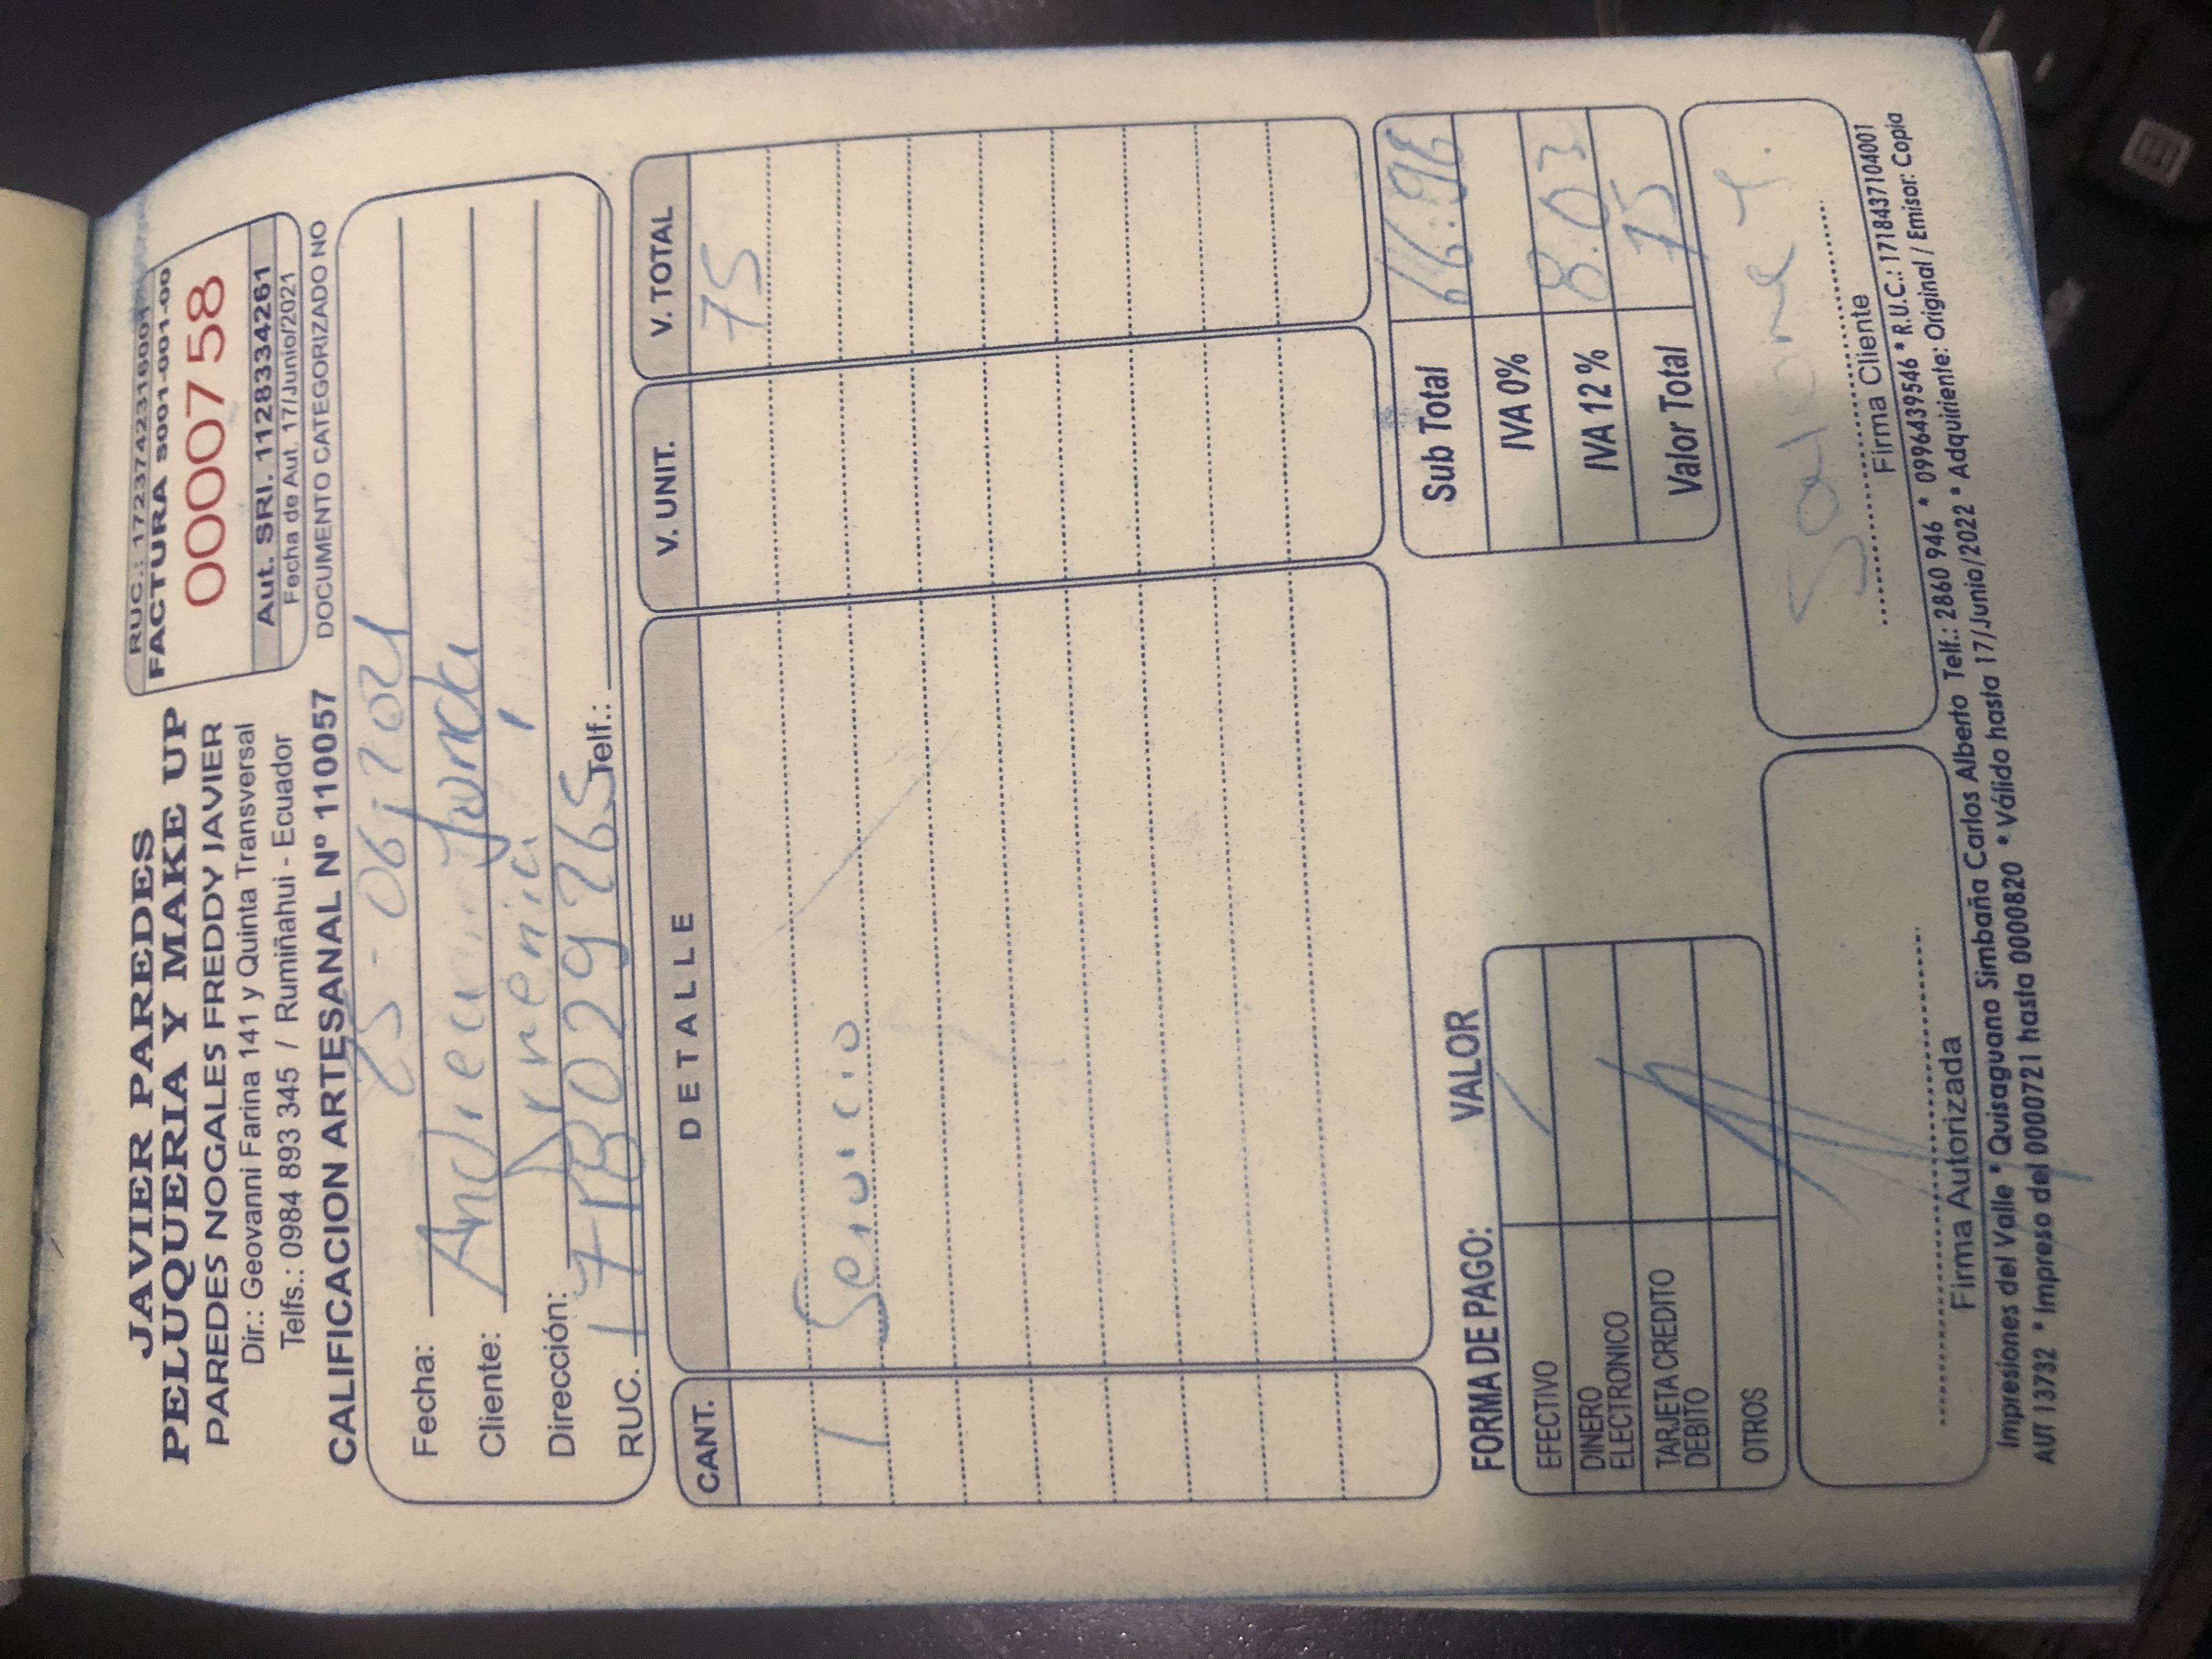 JAVIER PAREDES
PELUQUERIA Y MAKE UP
PAREDES NOGALES FREDDY JAVIER
Dir.: Geovanni Farina 141 y Quinta Transversal
Telfs.: 0984 893 345 / Rumiñahui - Ecuador
CALIFICACION ARTESANAL Nº 110057
RUC.: 1723742316001
FACTURA S001-001-00
0000758
Aut. SRI. 1128334261
Fecha de Aut. 17/Junio/2021
DOCUMENTO CATEGORIZADO NO
Fecha: 25-06-2021
Cliente: Andrea
Dirección: Armenia 1
RUC. 1718029265 Telf.:
CANT. DETALLE V. UNIT. V. TOTAL
75
1 Servicio
Sub Total 66.96
IVA 0%
IVA 12% 8.03
Valor Total 75
FORMA DE PAGO: VALOR
EFECTIVO /
DINERO
ELECTRONICO
TARJETA CREDITO
DEBITO
OTROS
Firma Autorizada
Firma Cliente
Impresiones del Valle * Quisaguano Simbaña Carlos Alberto Telf.: 2860 946 * 0996439546 * R.U.C.: 1718437104001
AUT 13732 * Impreso del 0000721 hasta 0000820 * Válido hasta 17/Junio/2022 * Adquiriente: Original / Emisor: Copia